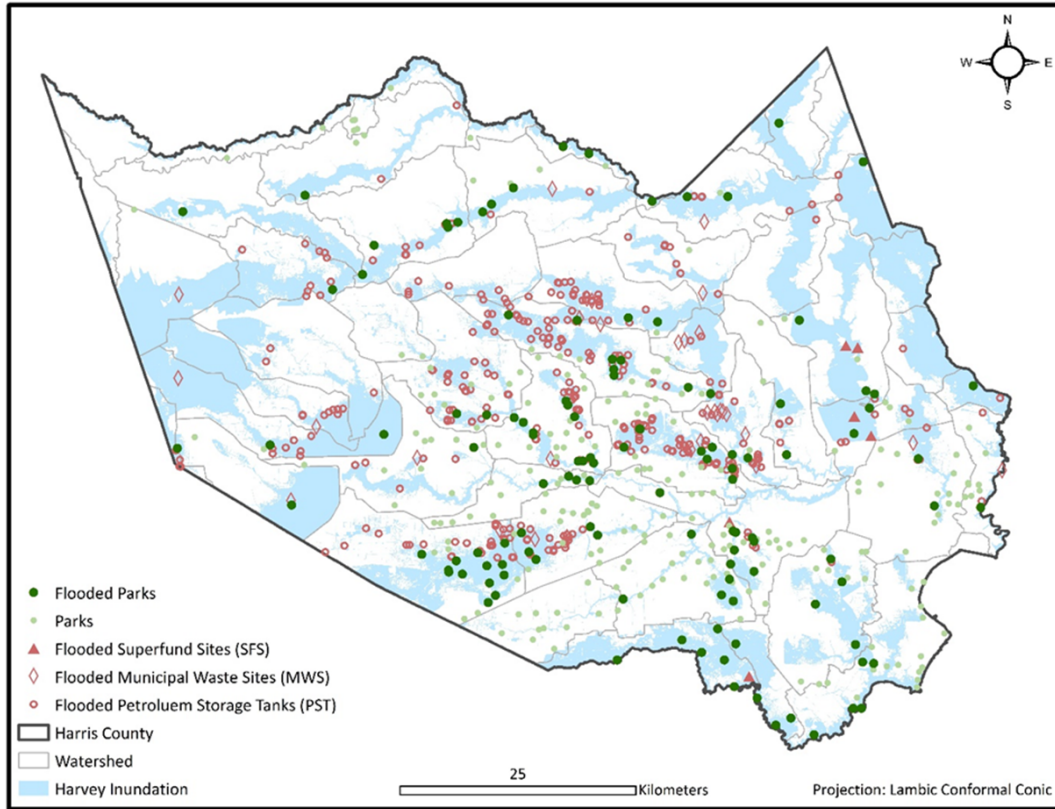 N
W E
S
Flooded Parks
Parks
Flooded Superfund Sites (SFS)
Flooded Municipal Waste Sites (MWS)
Flooded Petroluem Storage Tanks (PST)
Harris County
Watershed
Harvey Inundation
25
Kilometers
Projection: Lambic Conformal Conic